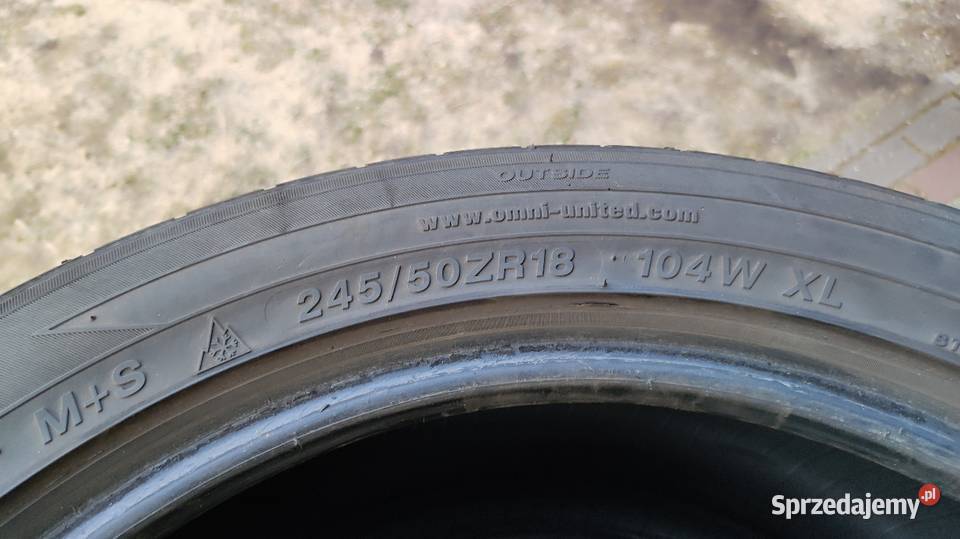 OUTSIDE
www.omni-united.com
M+S 245/50ZR18 104W XL
Sprzedajemy.pl